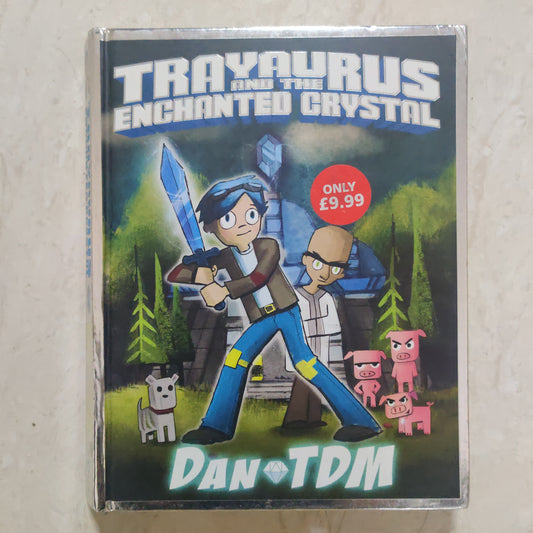 TRAYAURUS
AND THE
ENCHANTED CRYSTAL
ONLY
£9.99
DAN TDM